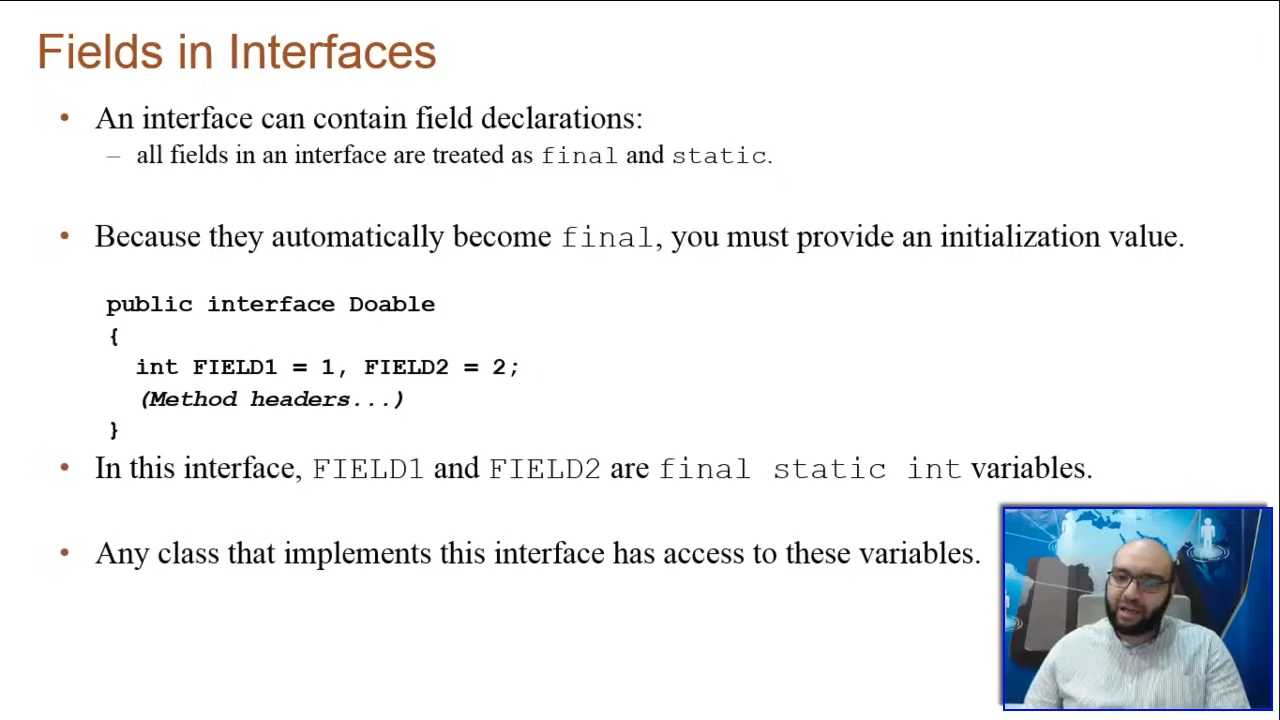 Fields in Interfaces
• An interface can contain field declarations:
– all fields in an interface are treated as final and static.
• Because they automatically become final, you must provide an initialization value.
public interface Doable
{
int FIELD1 = 1, FIELD2 = 2;
(Method headers...)
}
• In this interface, FIELD1 and FIELD2 are final static int variables.
• Any class that implements this interface has access to these variables.